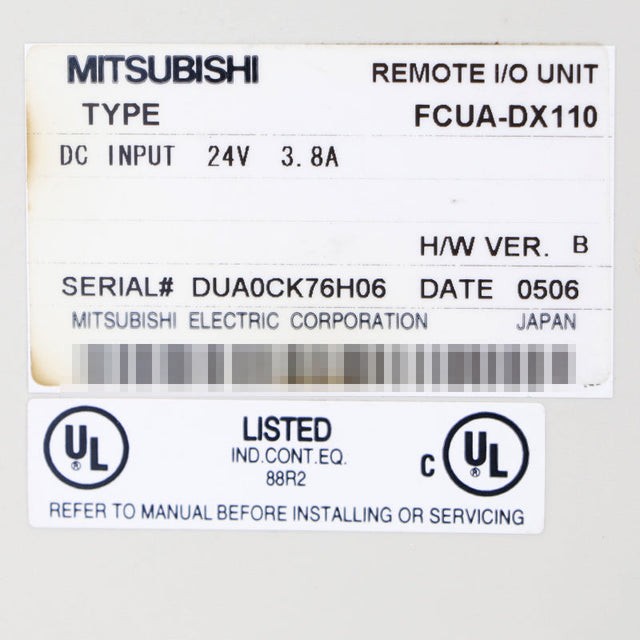 MITSUBISHI REMOTE I/O UNIT
TYPE FCUA-DX110
DC INPUT 24V 3.8A
H/W VER. B
SERIAL# DUA0CK76H06 DATE 0506
MITSUBISHI ELECTRIC CORPORATION JAPAN
UL® LISTED C UL®
IND.CONT.EQ.
88R2
REFER TO MANUAL BEFORE INSTALLING OR SERVICING